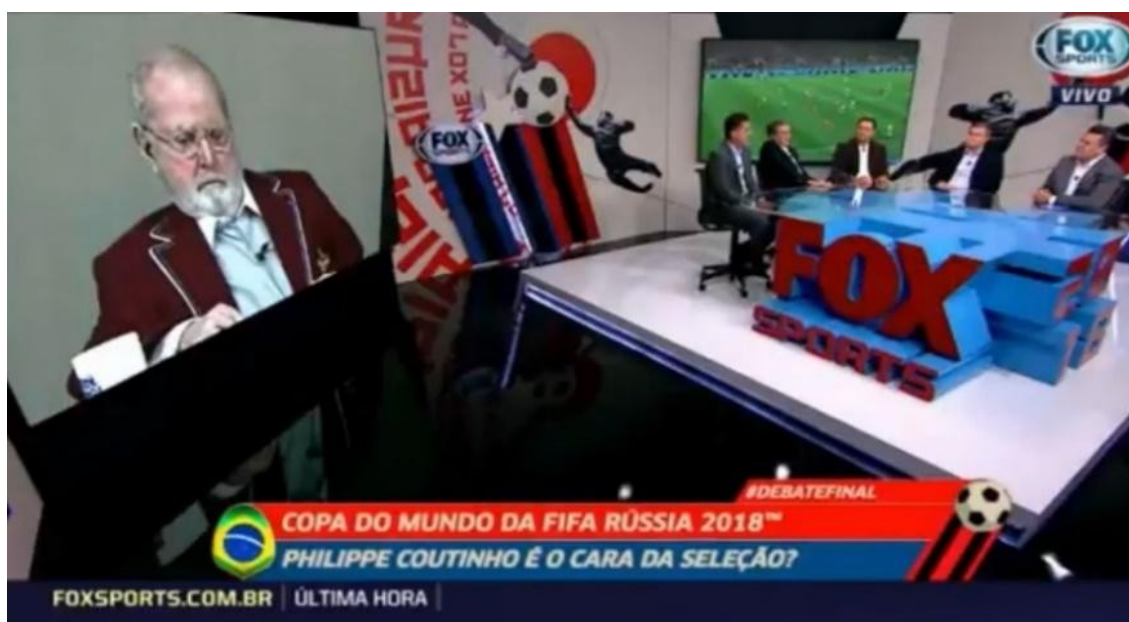 FOX
SPORTS
VIVO
FOX
SPORTS
FOX
SPORTS
2018
#DEBATEFINAL
COPA DO MUNDO DA FIFA RÚSSIA 2018™
PHILIPPE COUTINHO É O CARA DA SELEÇÃO?
FOXSPORTS.COM.BR
ÚLTIMA HORA